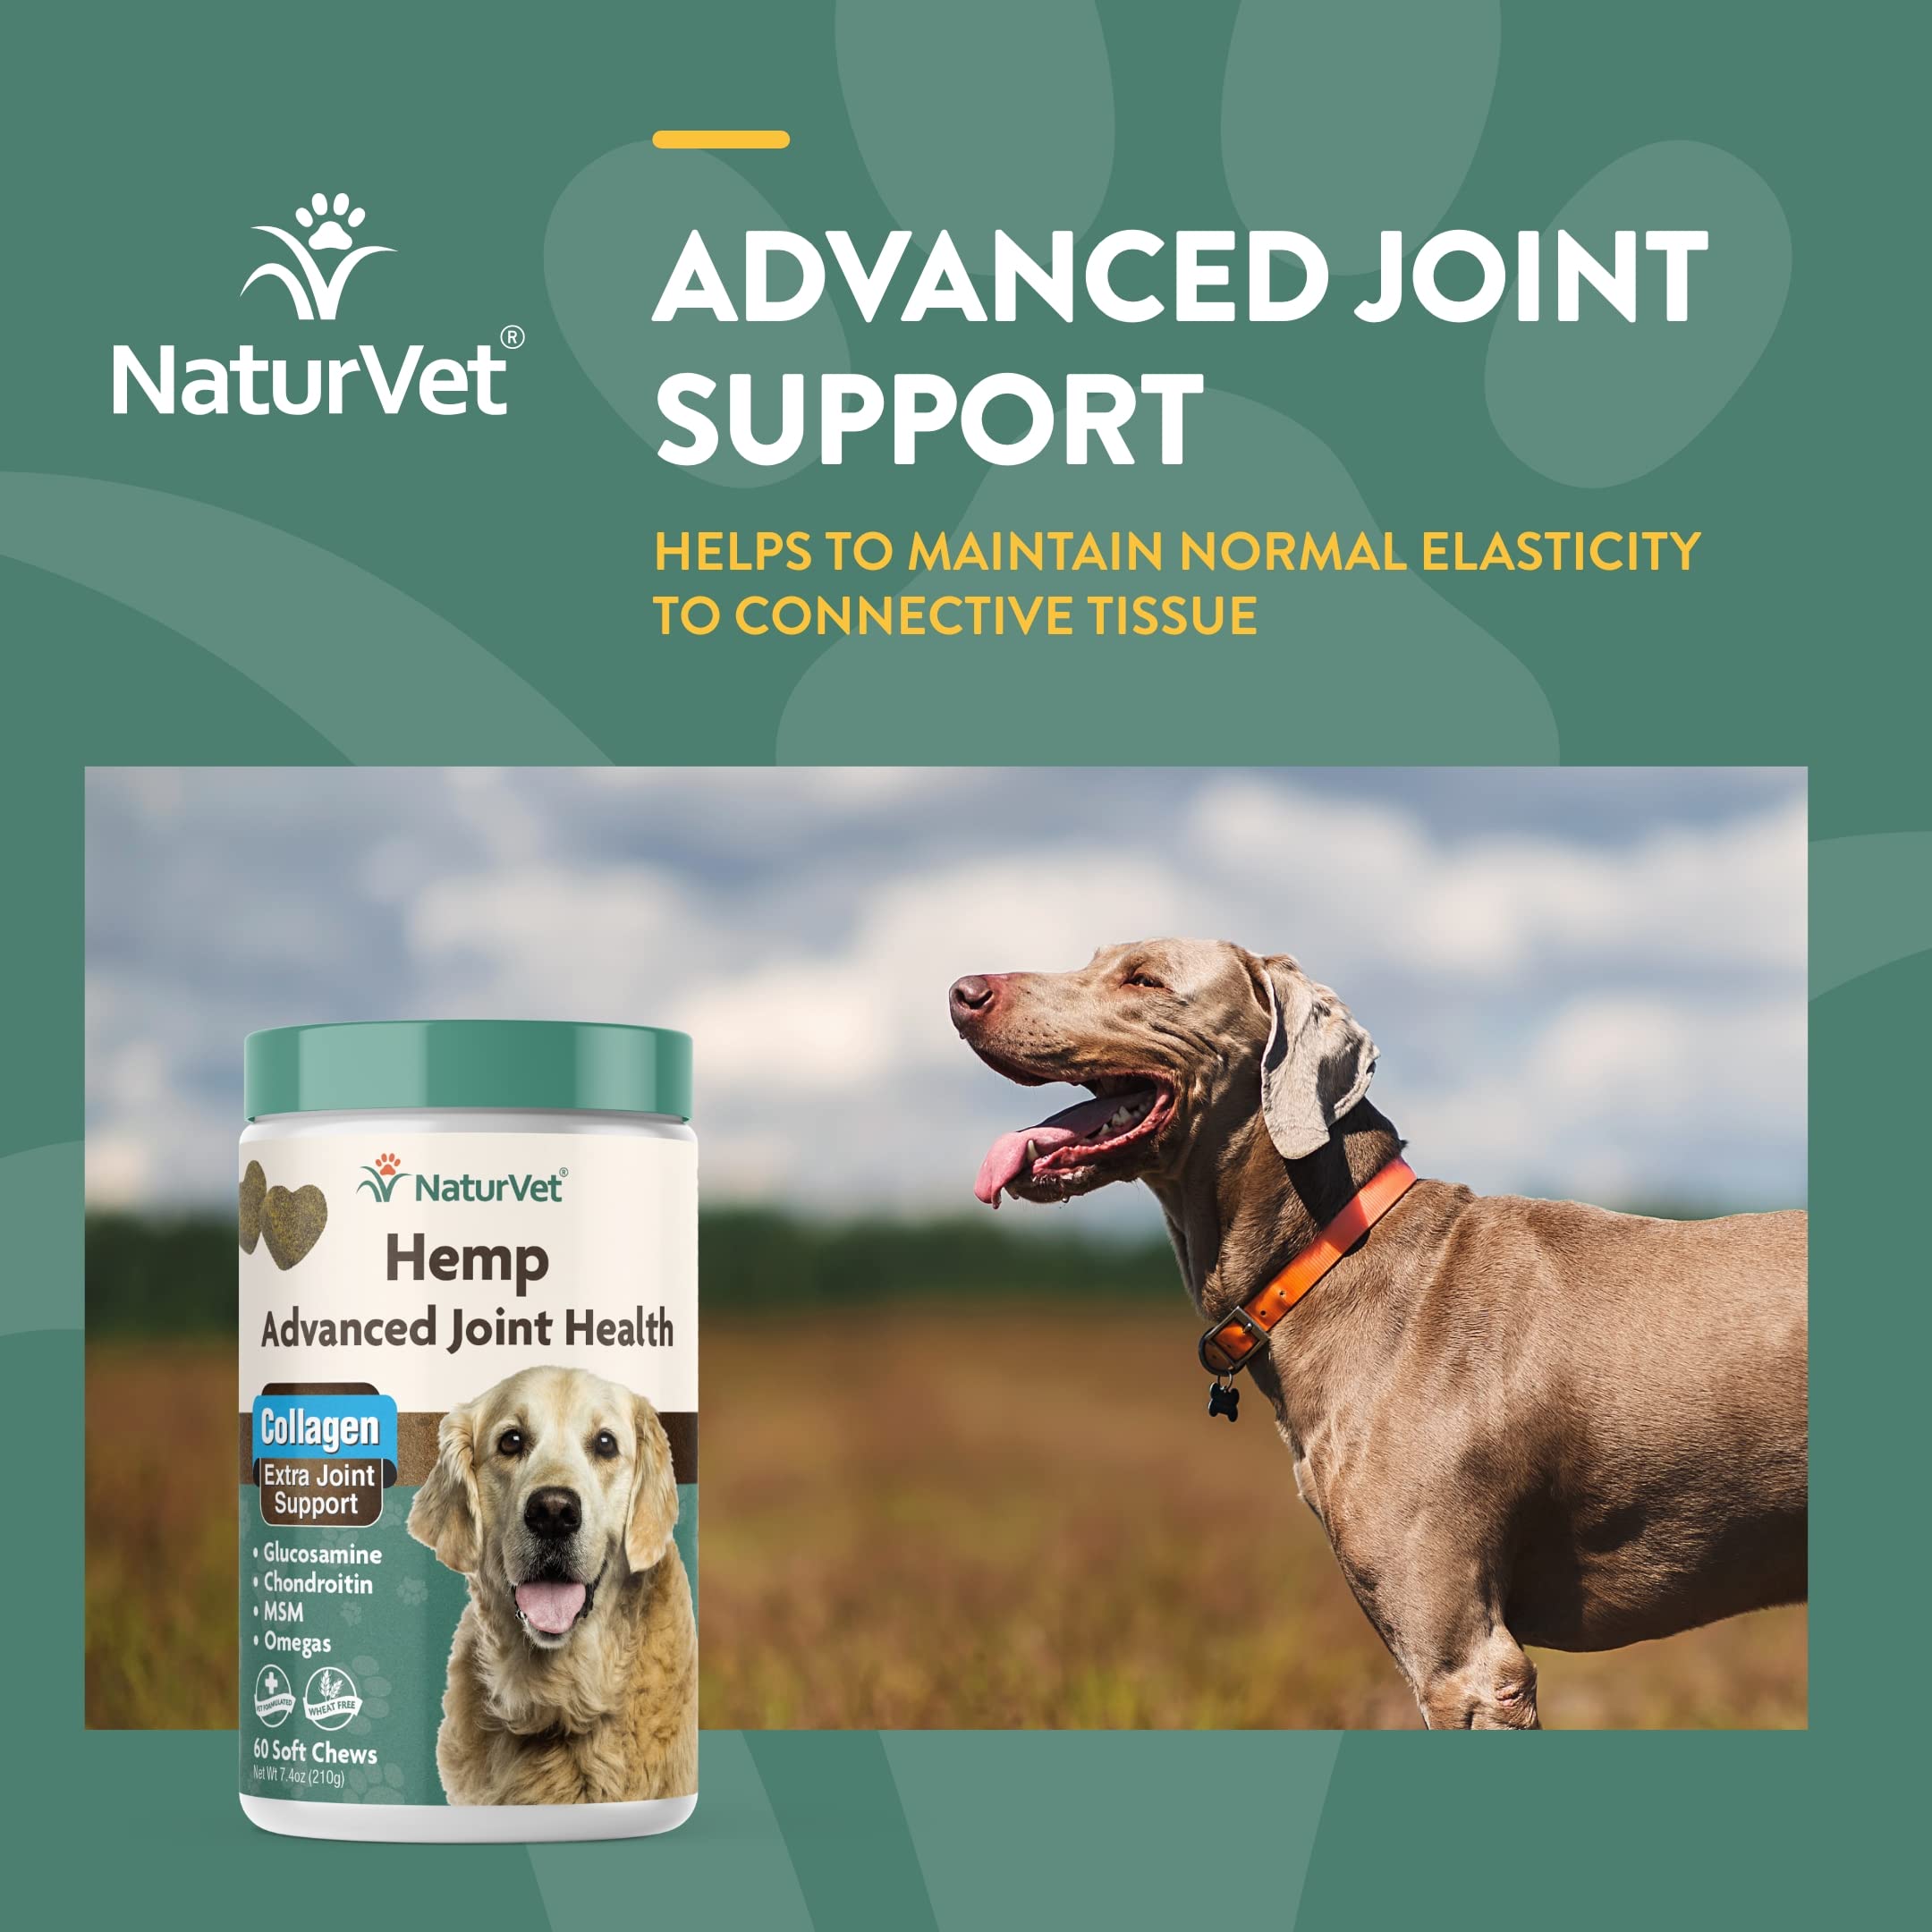 NaturVet®
ADVANCED JOINT
SUPPORT
HELPS TO MAINTAIN NORMAL ELASTICITY
TO CONNECTIVE TISSUE
NaturVet®
Hemp
Advanced Joint Health
Collagen
Extra Joint
Support
• Glucosamine
• Chondroitin
• MSM
• Omegas
FORMULATED
WHEAT FREE
60 Soft Chews
Net Wt 7.4oz (210g)